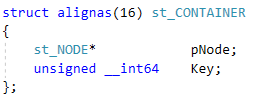 struct alignas(16) st_CONTAINER
{
    st_NODE*            pNode;
    unsigned __int64    Key;
};